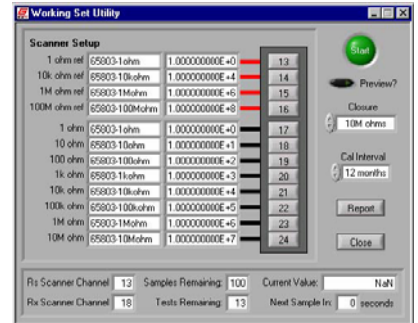 Working Set Utility
Scanner Setup
1 ohm ref 65803-1ohm 1.000000000E+0 13
10k ohm ref 65803-10kohm 1.000000000E+4 14
1M ohm ref 65803-1Mohm 1.000000000E+6 15
100M ohm ref 65803-100Mohm 1.000000000E+8 16
1 ohm 65803-1ohm 1.000000000E+0 17
10 ohm 65803-10ohm 1.000000000E+1 18
100 ohm 65803-100ohm 1.000000000E+2 19
1k ohm 65803-1kohm 1.000000000E+3 20
10k ohm 65803-10kohm 1.000000000E+4 21
100k ohm 65803-100kohm 1.000000000E+5 22
1M ohm 65803-1Mohm 1.000000000E+6 23
10M ohm 65803-10Mohm 1.000000000E+7 24
Start
Preview?
Closure
10M ohms
Cal Interval
12 months
Report
Close
Rs Scanner Channel 13 Samples Remaining: 100 Current Value: NaN
Rx Scanner Channel 18 Tests Remaining: 13 Next Sample In: 0 seconds